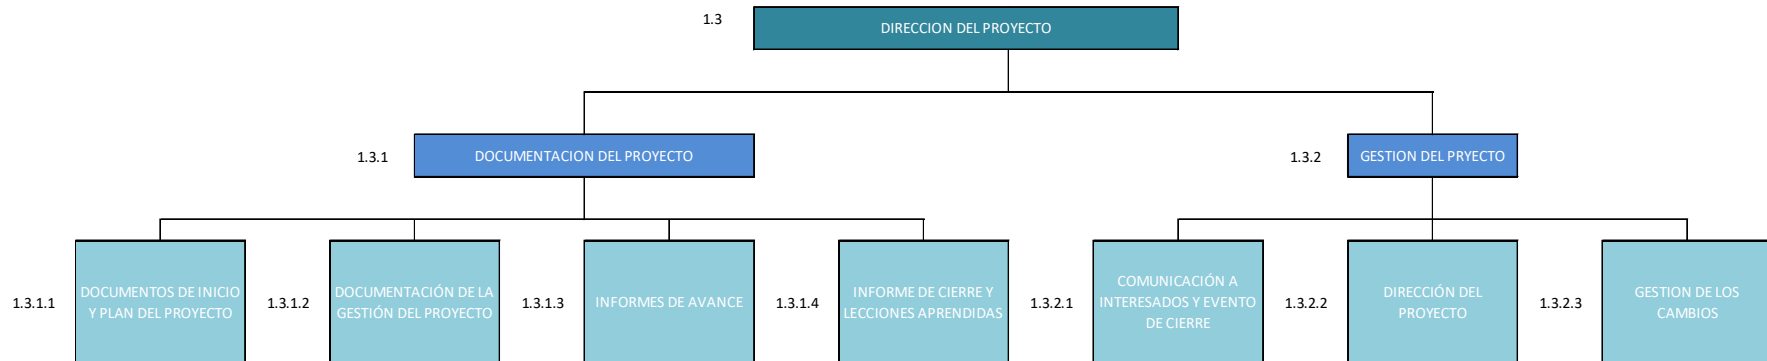 1.3
DIRECCION DEL PROYECTO
1.3.1
DOCUMENTACION DEL PROYECTO
1.3.2
GESTION DEL PRYECTO
1.3.1.1
DOCUMENTOS DE INICIO
Y PLAN DEL PROYECTO
1.3.1.2
DOCUMENTACIÓN DE LA
GESTIÓN DEL PROYECTO
1.3.1.3
INFORMES DE AVANCE
1.3.1.4
INFORME DE CIERRE Y
LECCIONES APRENDIDAS
1.3.2.1
COMUNICACIÓN A
INTERESADOS Y EVENTO
DE CIERRE
1.3.2.2
DIRECCIÓN DEL
PROYECTO
1.3.2.3
GESTION DE LOS
CAMBIOS